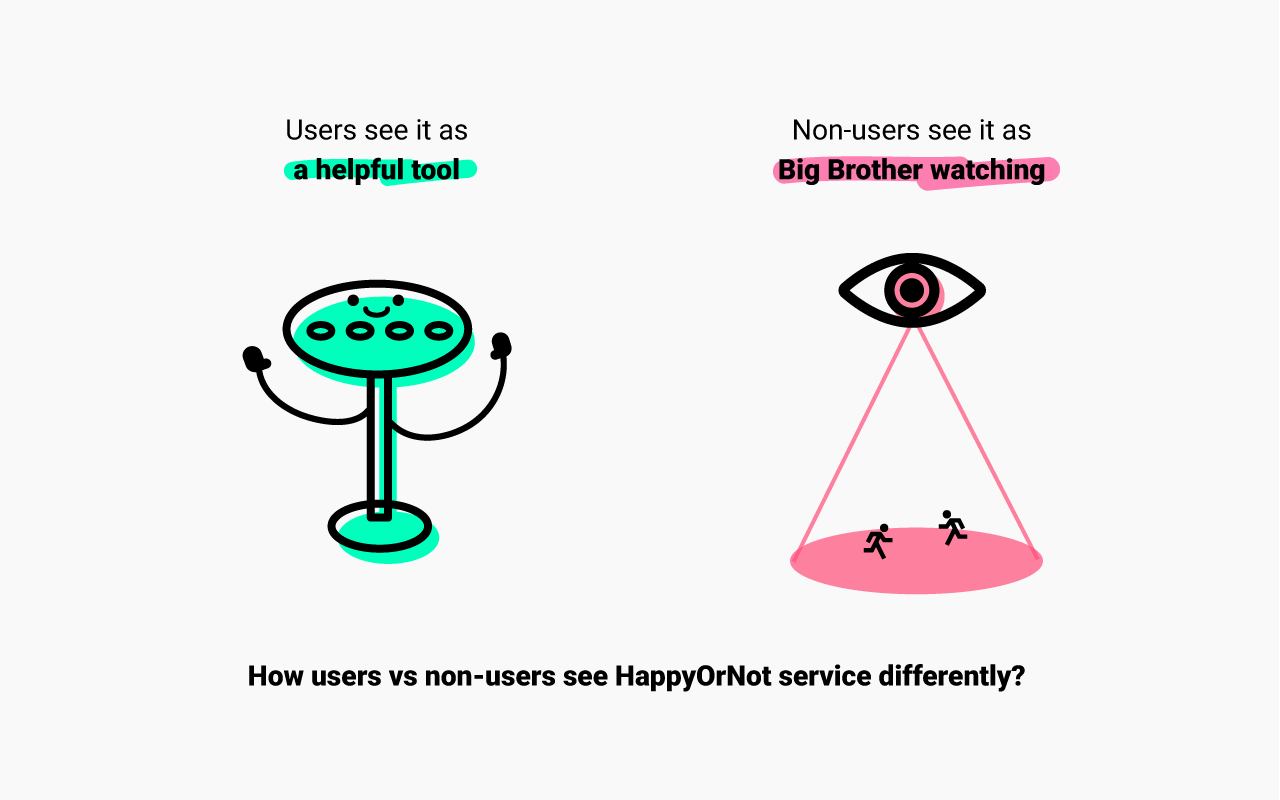 Users see it as
a helpful tool
Non-users see it as
Big Brother watching
How users vs non-users see HappyOrNot service differently?